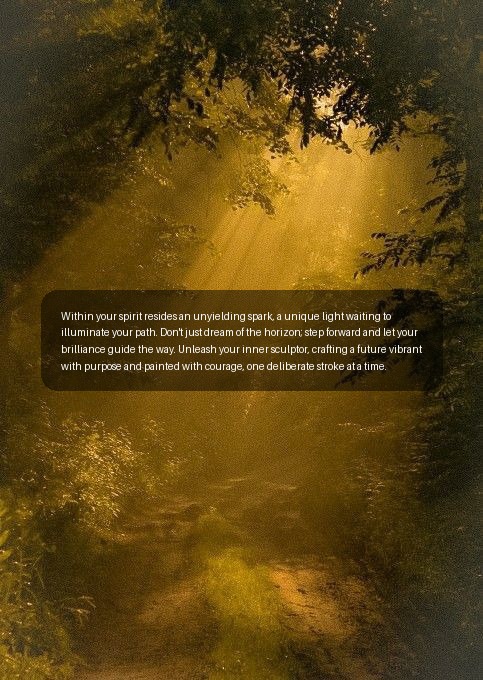 Within your spirit resides an unyielding spark, a unique light waiting to
illuminate your path. Don't just dream of the horizon; step forward and let your
brilliance guide the way. Unleash your inner sculptor, crafting a future vibrant
with purpose and painted with courage, one deliberate stroke at a time.